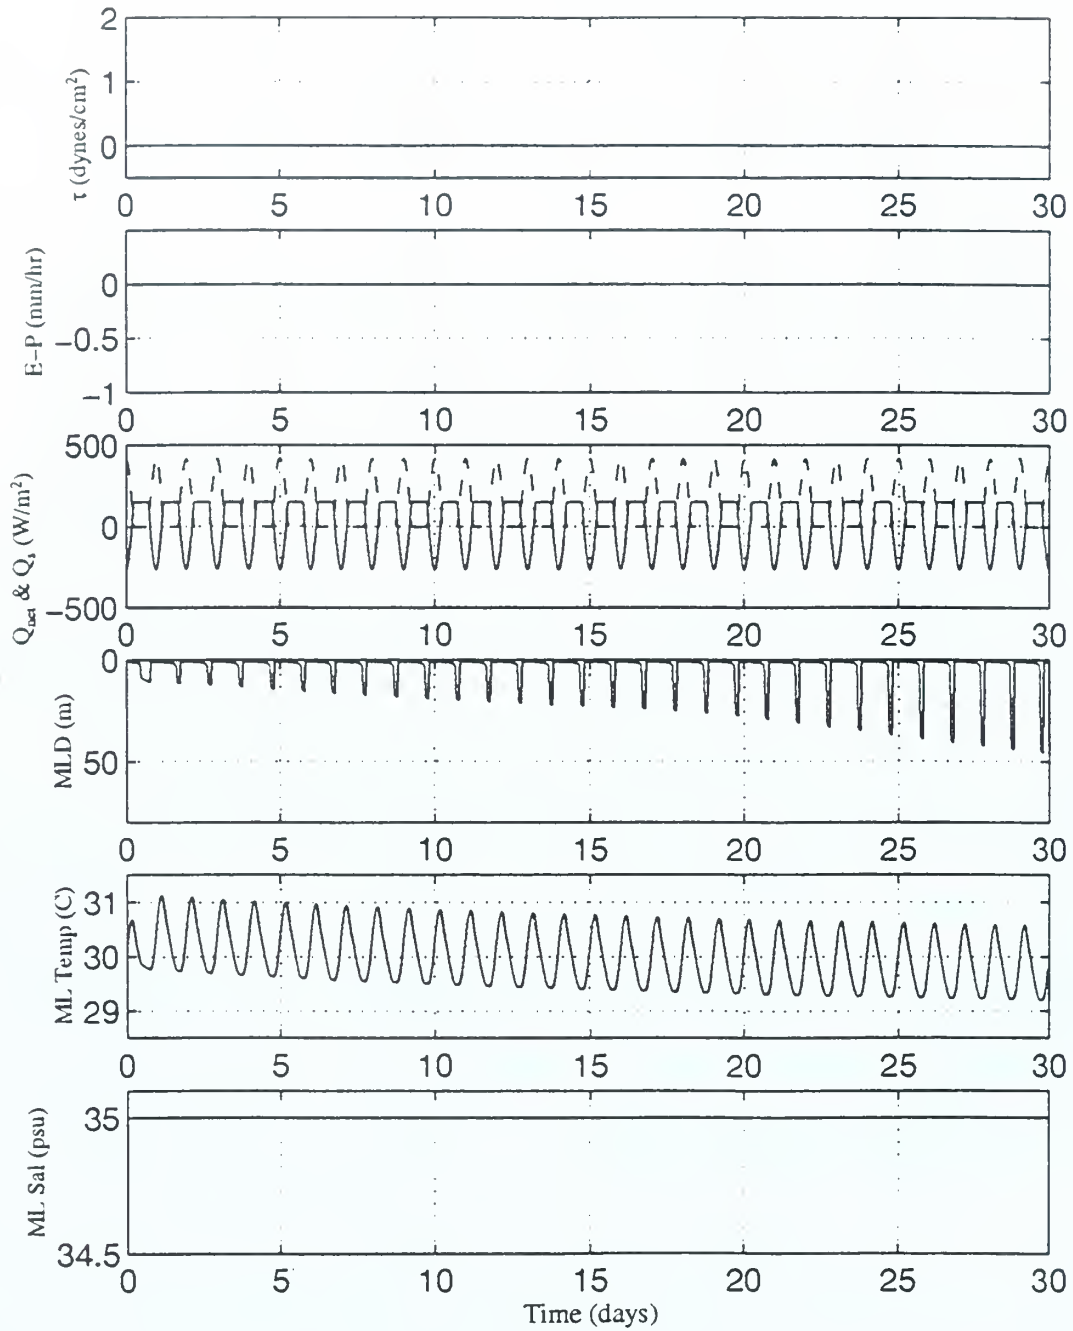 2
1
0
τ (dynes/cm²)
0 5 10 15 20 25 30
0
−0.5
−1
E−P (mm/hr)
0 5 10 15 20 25 30
500
0
−500
Qnet & Qs (W/m²)
0 5 10 15 20 25 30
0
50
MLD (m)
0 5 10 15 20 25 30
31
30
29
ML Temp (C)
0 5 10 15 20 25 30
35
34.5
ML Sal (psu)
0 5 10 15 20 25 30
Time (days)